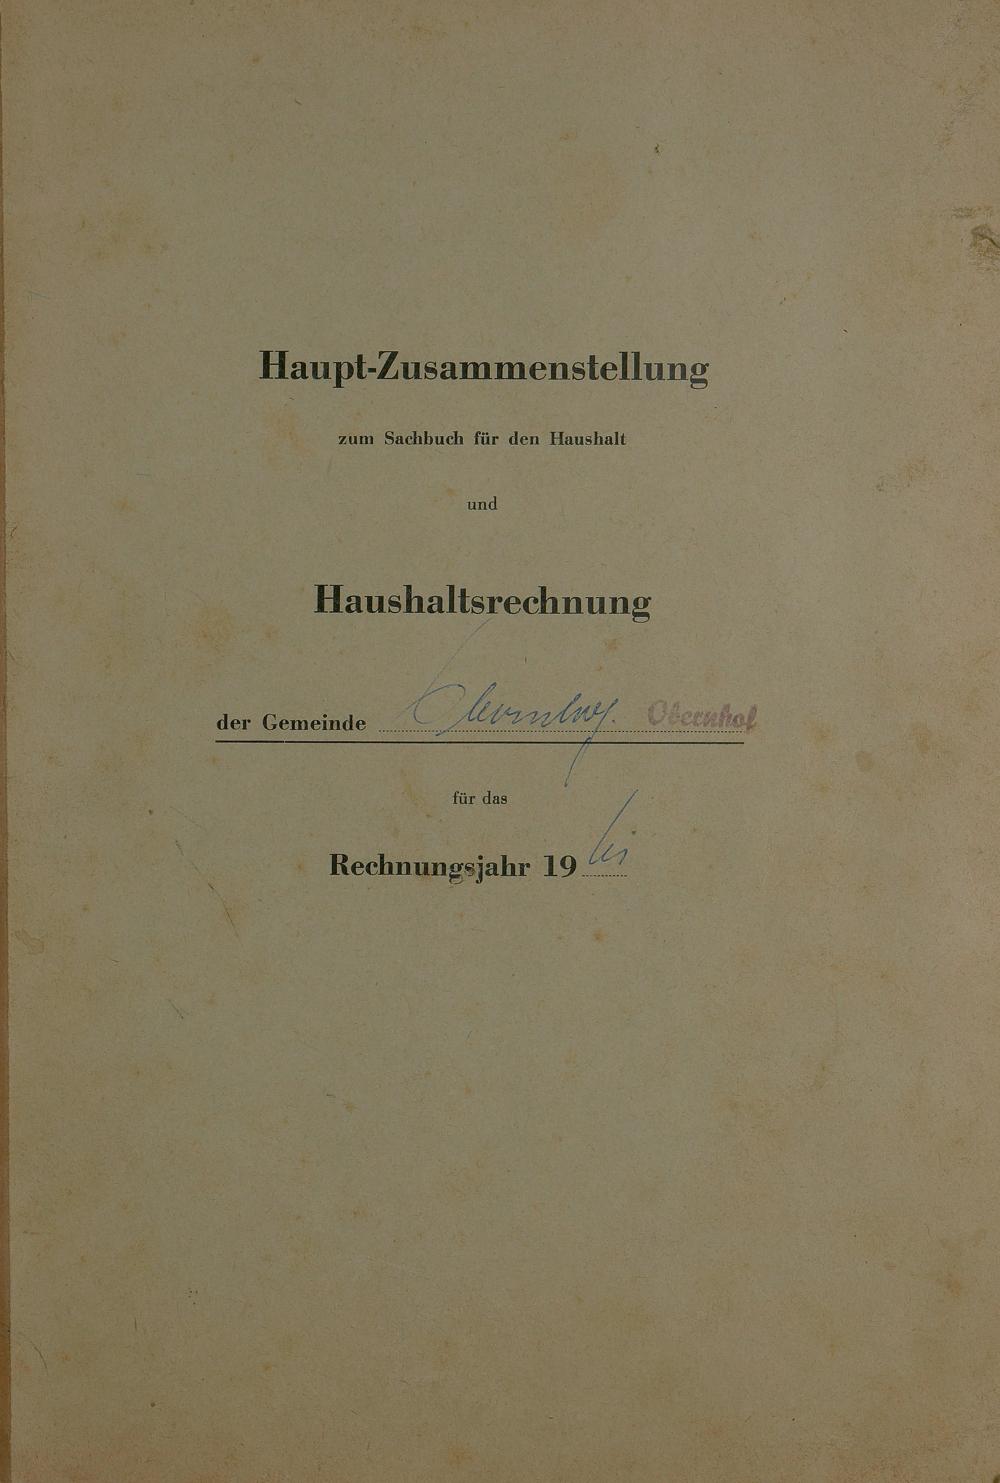 Haupt-Zusammenstellung
zum Sachbuch für den Haushalt
und
Haushaltsrechnung
der Gemeinde Obernhof
für das
Rechnungsjahr 19